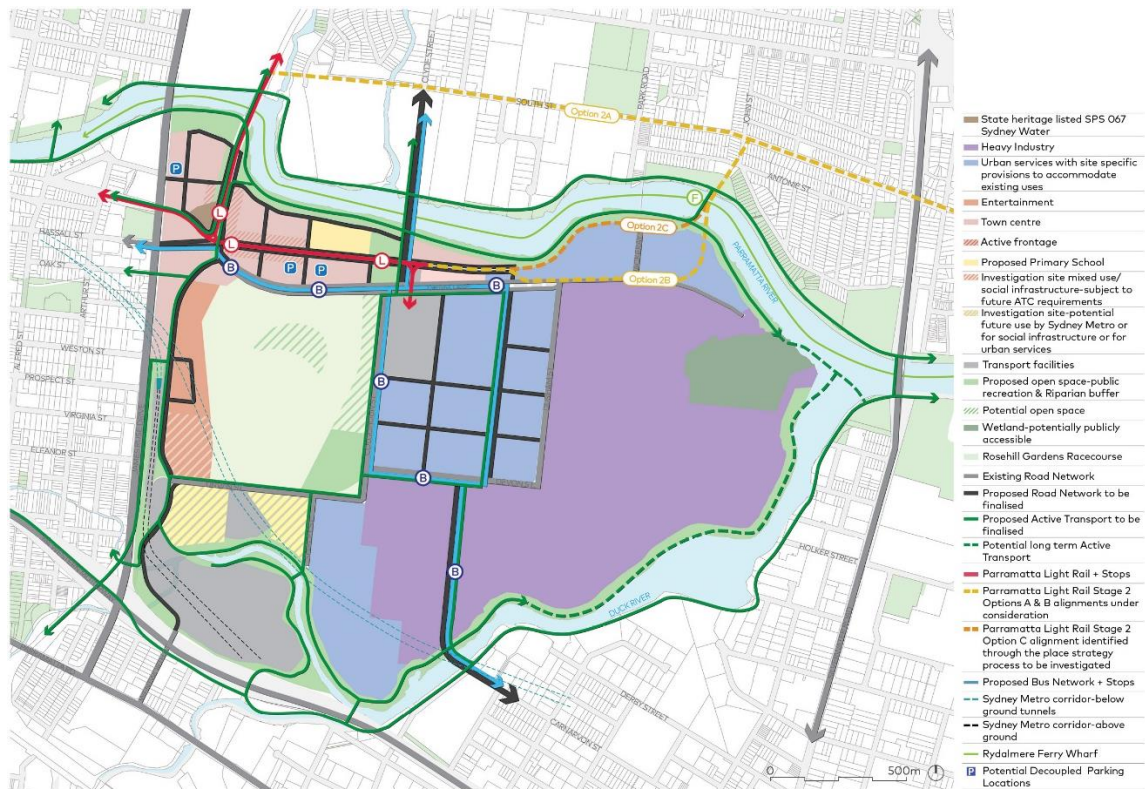 CLYDE STREET
SOUTH ST
PARK ROAD
JOHN ST
Option 2A
ANTOINE ST
P
F
L
HASSALL ST
L
Option 2C
PARRAMATTA RIVER
OAK ST
B
P
P
L
Option 2B
B
B
ARTHUR ST
ALFRED ST
WESTON ST
PROSPECT ST
B
VIRGINIA ST
ELEANOR ST
B
HOLKER STREET
B
DUCK RIVER
DERBY STREET
CARNARVON ST
0 500m
State heritage listed SPS 067
Sydney Water
Heavy Industry
Urban services with site specific
provisions to accommodate
existing uses
Entertainment
Town centre
Active frontage
Proposed Primary School
Investigation site mixed use/
social infrastructure-subject to
future ATC requirements
Investigation site-potential
future use by Sydney Metro or
for social infrastructure or for
urban services
Transport facilities
Proposed open space-public
recreation & Riparian buffer
Potential open space
Wetland-potentially publicly
accessible
Rosehill Gardens Racecourse
Existing Road Network
Proposed Road Network to be
finalised
Proposed Active Transport to be
finalised
Potential long term Active
Transport
Parramatta Light Rail + Stops
Parramatta Light Rail Stage 2
Options A & B alignments under
consideration
Parramatta Light Rail Stage 2
Option C alignment identified
through the place strategy
process to be investigated
Proposed Bus Network + Stops
Sydney Metro corridor-below
ground tunnels
Sydney Metro corridor-above
ground
Rydalmere Ferry Wharf
P Potential Decoupled Parking
Locations